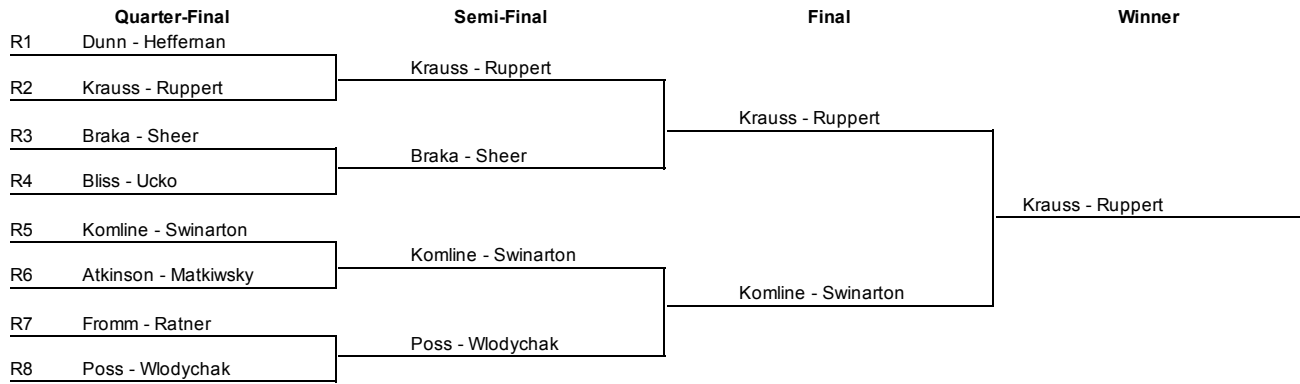 Quarter-Final Semi-Final Final Winner
R1 Dunn - Heffernan
Krauss - Ruppert
R2 Krauss - Ruppert
Krauss - Ruppert
R3 Braka - Sheer
Braka - Sheer
R4 Bliss - Ucko
Krauss - Ruppert
R5 Komline - Swinarton
Komline - Swinarton
R6 Atkinson - Matkiwsky
Komline - Swinarton
R7 Fromm - Ratner
Poss - Wlodychak
R8 Poss - Wlodychak